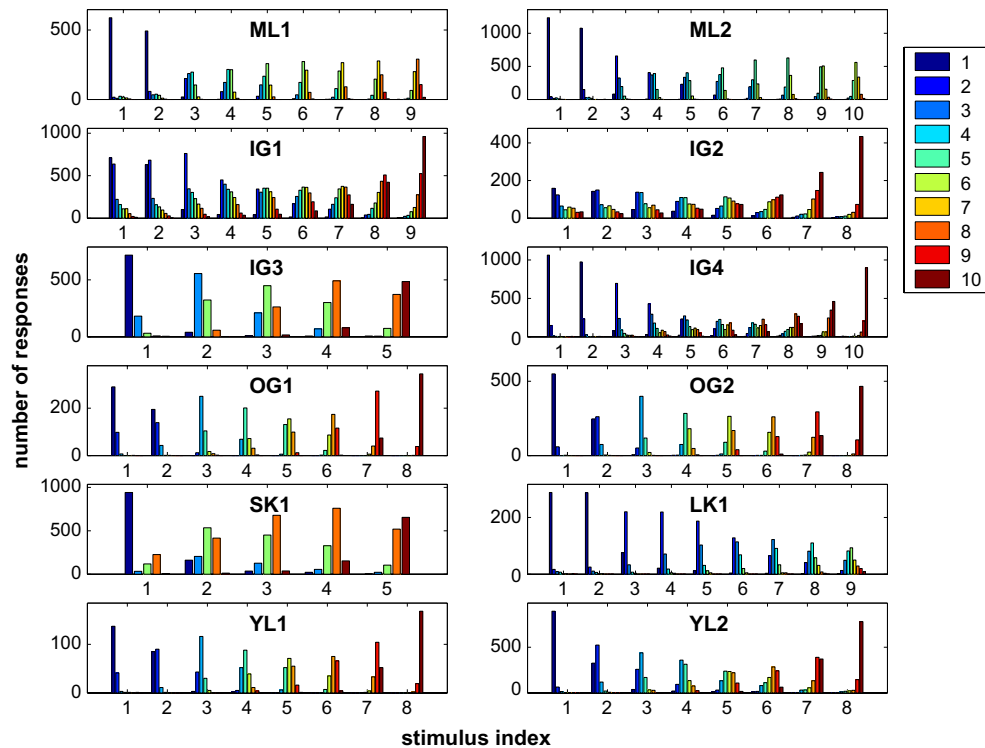 ML1
500
0
1 2 3 4 5 6 7 8 9
ML2
1000
500
0
1 2 3 4 5 6 7 8 9 10
IG1
1000
500
0
1 2 3 4 5 6 7 8 9
IG2
400
200
0
1 2 3 4 5 6 7 8
IG3
500
0
1 2 3 4 5
IG4
1000
500
0
1 2 3 4 5 6 7 8 9 10
OG1
200
0
1 2 3 4 5 6 7 8
OG2
500
0
1 2 3 4 5 6 7 8
SK1
1000
500
0
1 2 3 4 5
LK1
200
0
1 2 3 4 5 6 7 8 9
YL1
100
0
1 2 3 4 5 6 7 8
YL2
500
0
1 2 3 4 5 6 7 8
number of responses
stimulus index
1
2
3
4
5
6
7
8
9
10